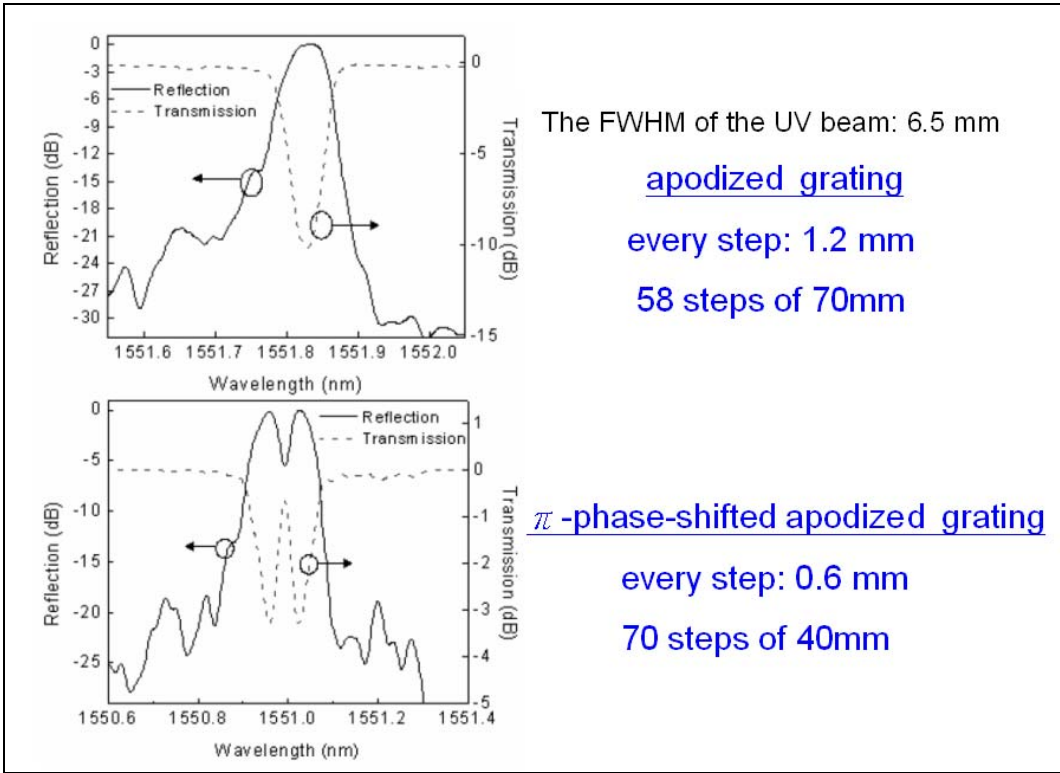 0
-3
-6
-9
-12
-15
-18
-21
-24
-27
-30
Reflection (dB)
Reflection
Transmission
0
-5
-10
-15
Transmission (dB)
1551.6 1551.7 1551.8 1551.9 1552.0
Wavelength (nm)
The FWHM of the UV beam: 6.5 mm
apodized grating
every step: 1.2 mm
58 steps of 70mm
0
-5
-10
-15
-20
-25
Reflection (dB)
Reflection
Transmission
1
0
-1
-2
-3
-4
-5
Transmission (dB)
1550.6 1550.8 1551.0 1551.2 1551.4
Wavelength (nm)
π-phase-shifted apodized grating
every step: 0.6 mm
70 steps of 40mm